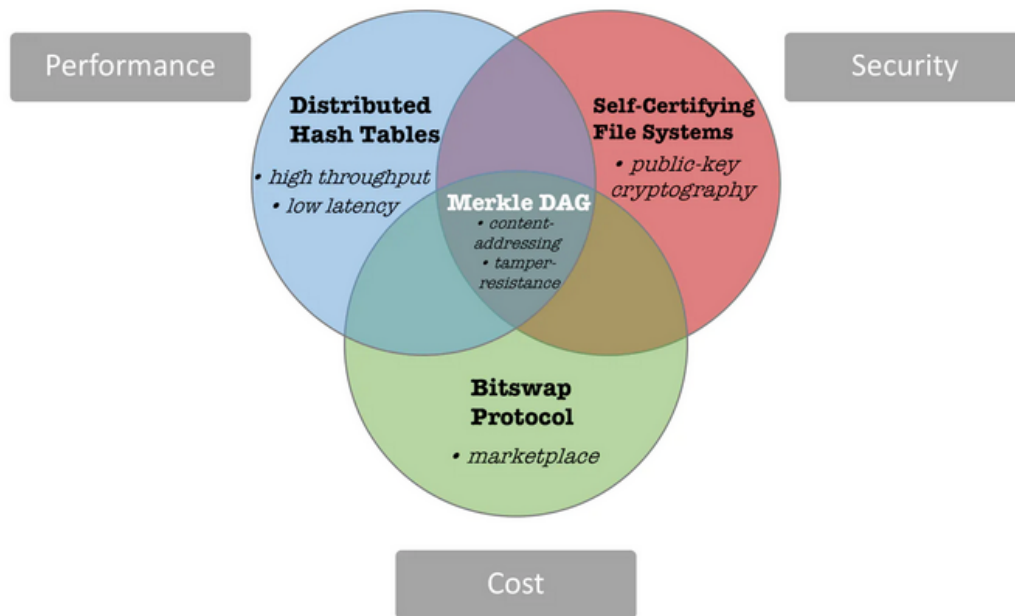 Performance
Security
Distributed
Hash Tables
• high throughput
• low latency
Self-Certifying
File Systems
• public-key
cryptography
Merkle DAG
• content-
addressing
• tamper-
resistance
Bitswap
Protocol
• marketplace
Cost